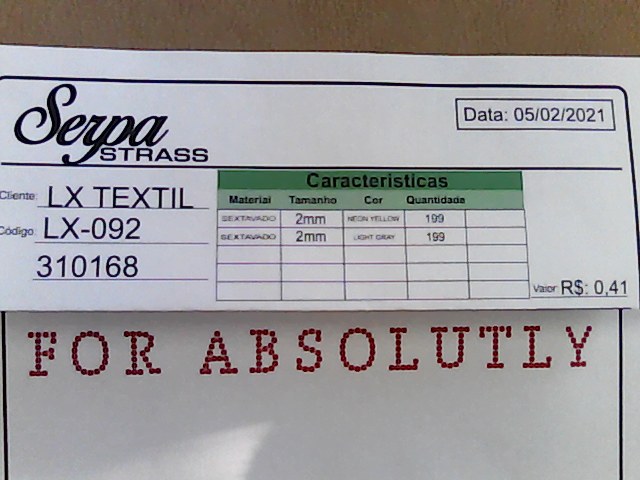 Serpa
STRASS
Data: 05/02/2021
Cliente: LX TEXTIL
Código: LX-092
310168
Caracteristicas
Material Tamanho Cor Quantidade
SEXTAVADO 2mm NEON YELLOW 199
SEXTAVADO 2mm LIGHT GRAY 199
Valor R$: 0,41
FOR ABSOLUTLY